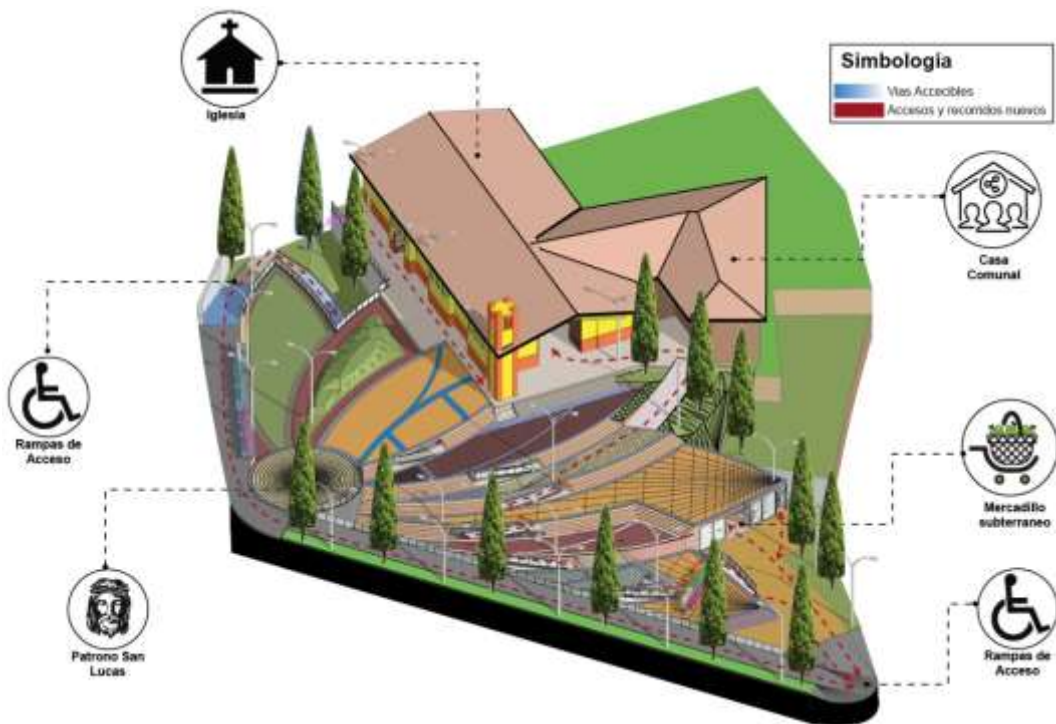 Iglesia
Simbología
Vias Accecibles
Accesos y recorridos nuevos
Casa
Comunal
Rampas de
Acceso
Mercadillo
subterraneo
Patrono San
Lucas
Rampas de
Acceso